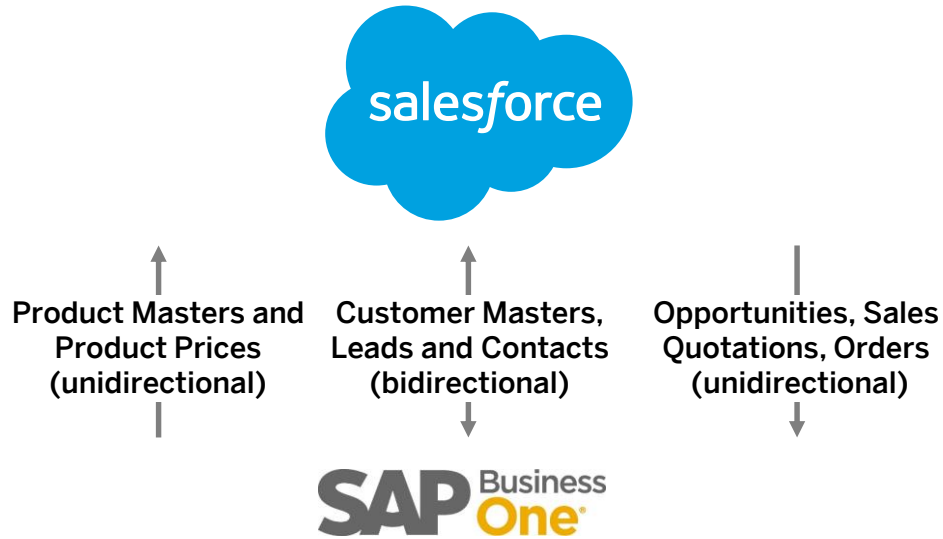 salesforce
Product Masters and
Product Prices
(unidirectional)
Customer Masters,
Leads and Contacts
(bidirectional)
Opportunities, Sales
Quotations, Orders
(unidirectional)
SAP Business
One®